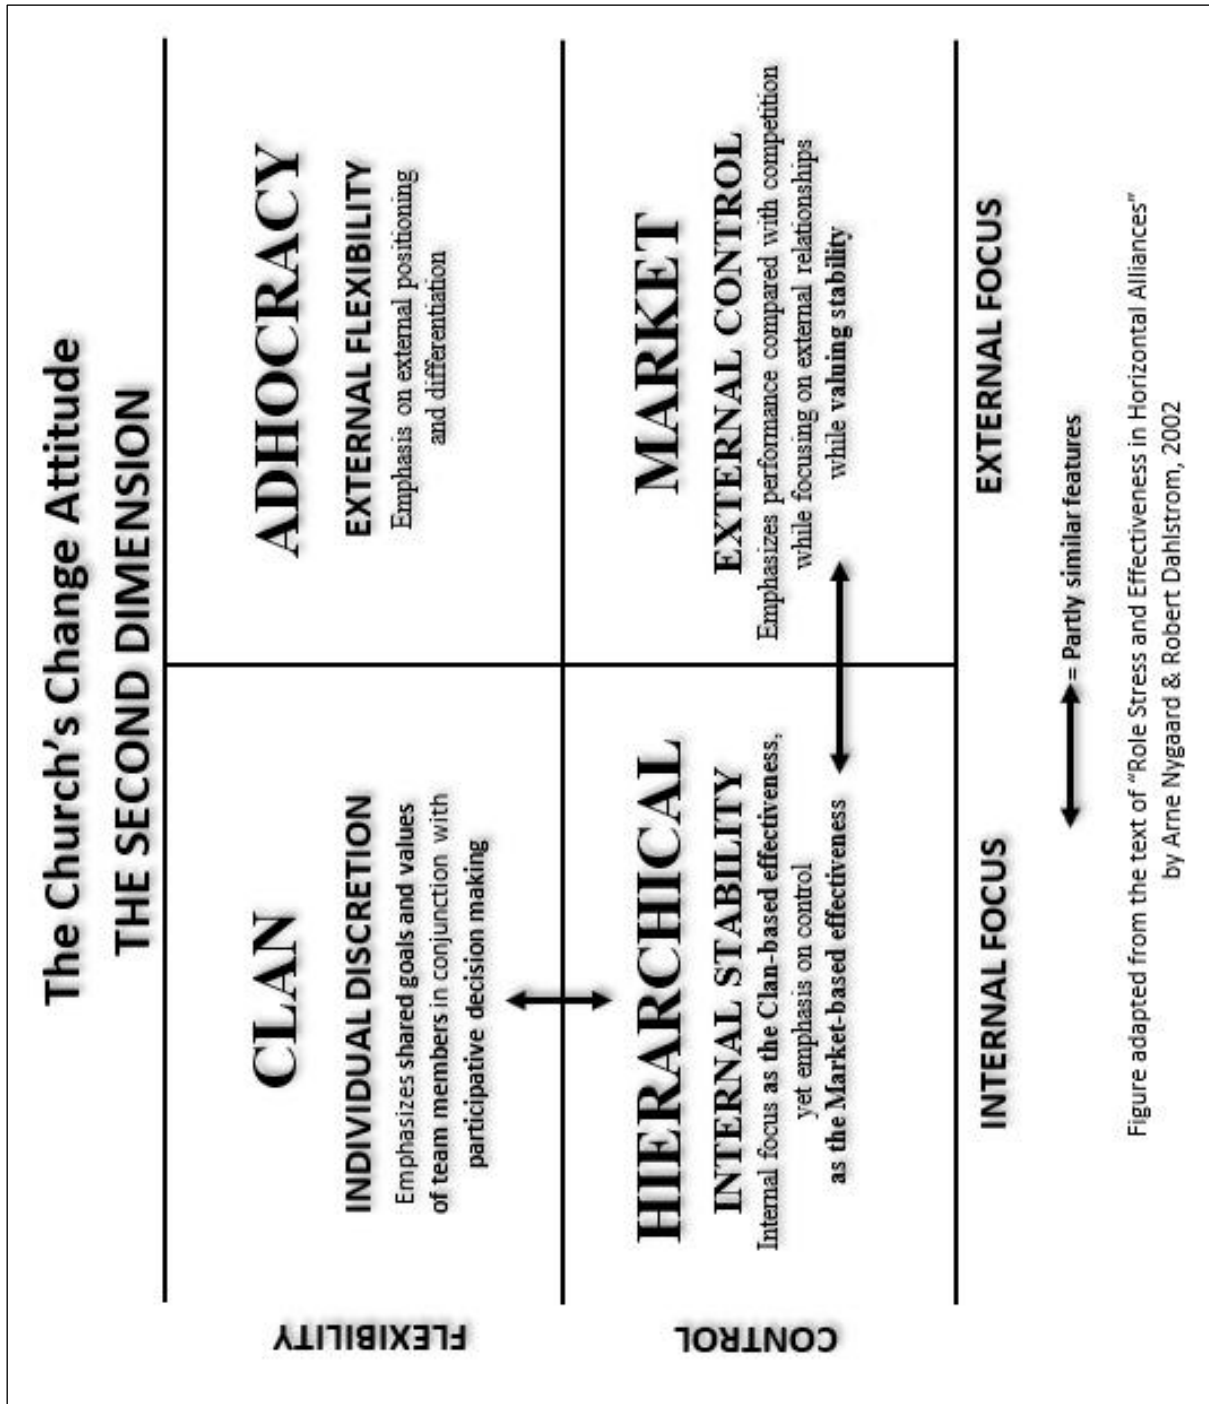 The Church's Change Attitude
THE SECOND DIMENSION
FLEXIBILITY
CLAN
INDIVIDUAL DISCRETION
Emphasizes shared goals and values
of team members in conjunction with
participative decision making
ADHOCRACY
EXTERNAL FLEXIBILITY
Emphasis on external positioning
and differentiation
CONTROL
HIERARCHICAL
INTERNAL STABILITY
Internal focus as the Clan-based effectiveness,
yet emphasis on control
as the Market-based effectiveness
MARKET
EXTERNAL CONTROL
Emphasizes performance compared with competition
while focusing on external relationships
while valuing stability
INTERNAL FOCUS
EXTERNAL FOCUS
= Partly similar features
Figure adapted from the text of "Role Stress and Effectiveness in Horizontal Alliances"
by Arne Nygaard & Robert Dahlstrom, 2002